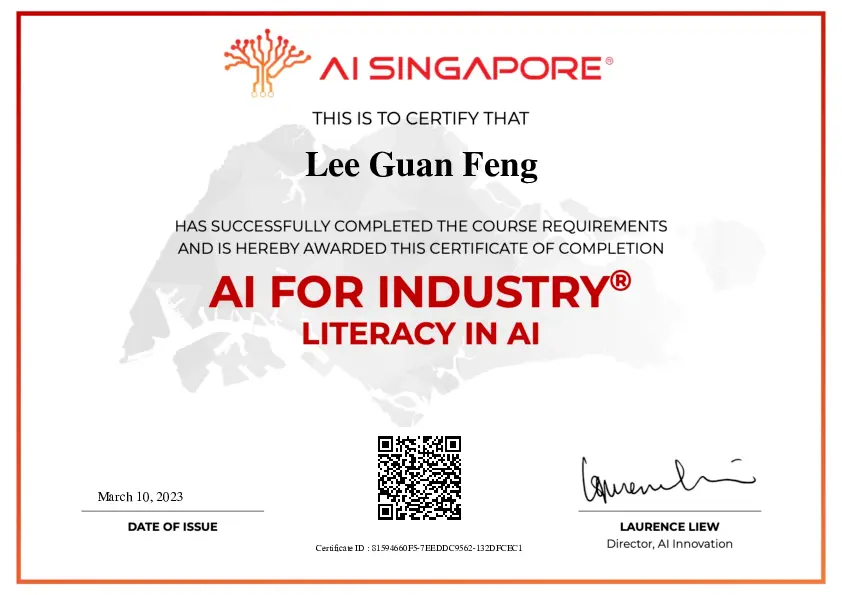 AI SINGAPORE®
THIS IS TO CERTIFY THAT
Lee Guan Feng
HAS SUCCESSFULLY COMPLETED THE COURSE REQUIREMENTS
AND IS HEREBY AWARDED THIS CERTIFICATE OF COMPLETION
AI FOR INDUSTRY®
LITERACY IN AI
March 10, 2023
DATE OF ISSUE
LAURENCE LIEW
Director, AI Innovation
Certificate ID : 81594660F5-7EEDDC9562-132DFCEC1